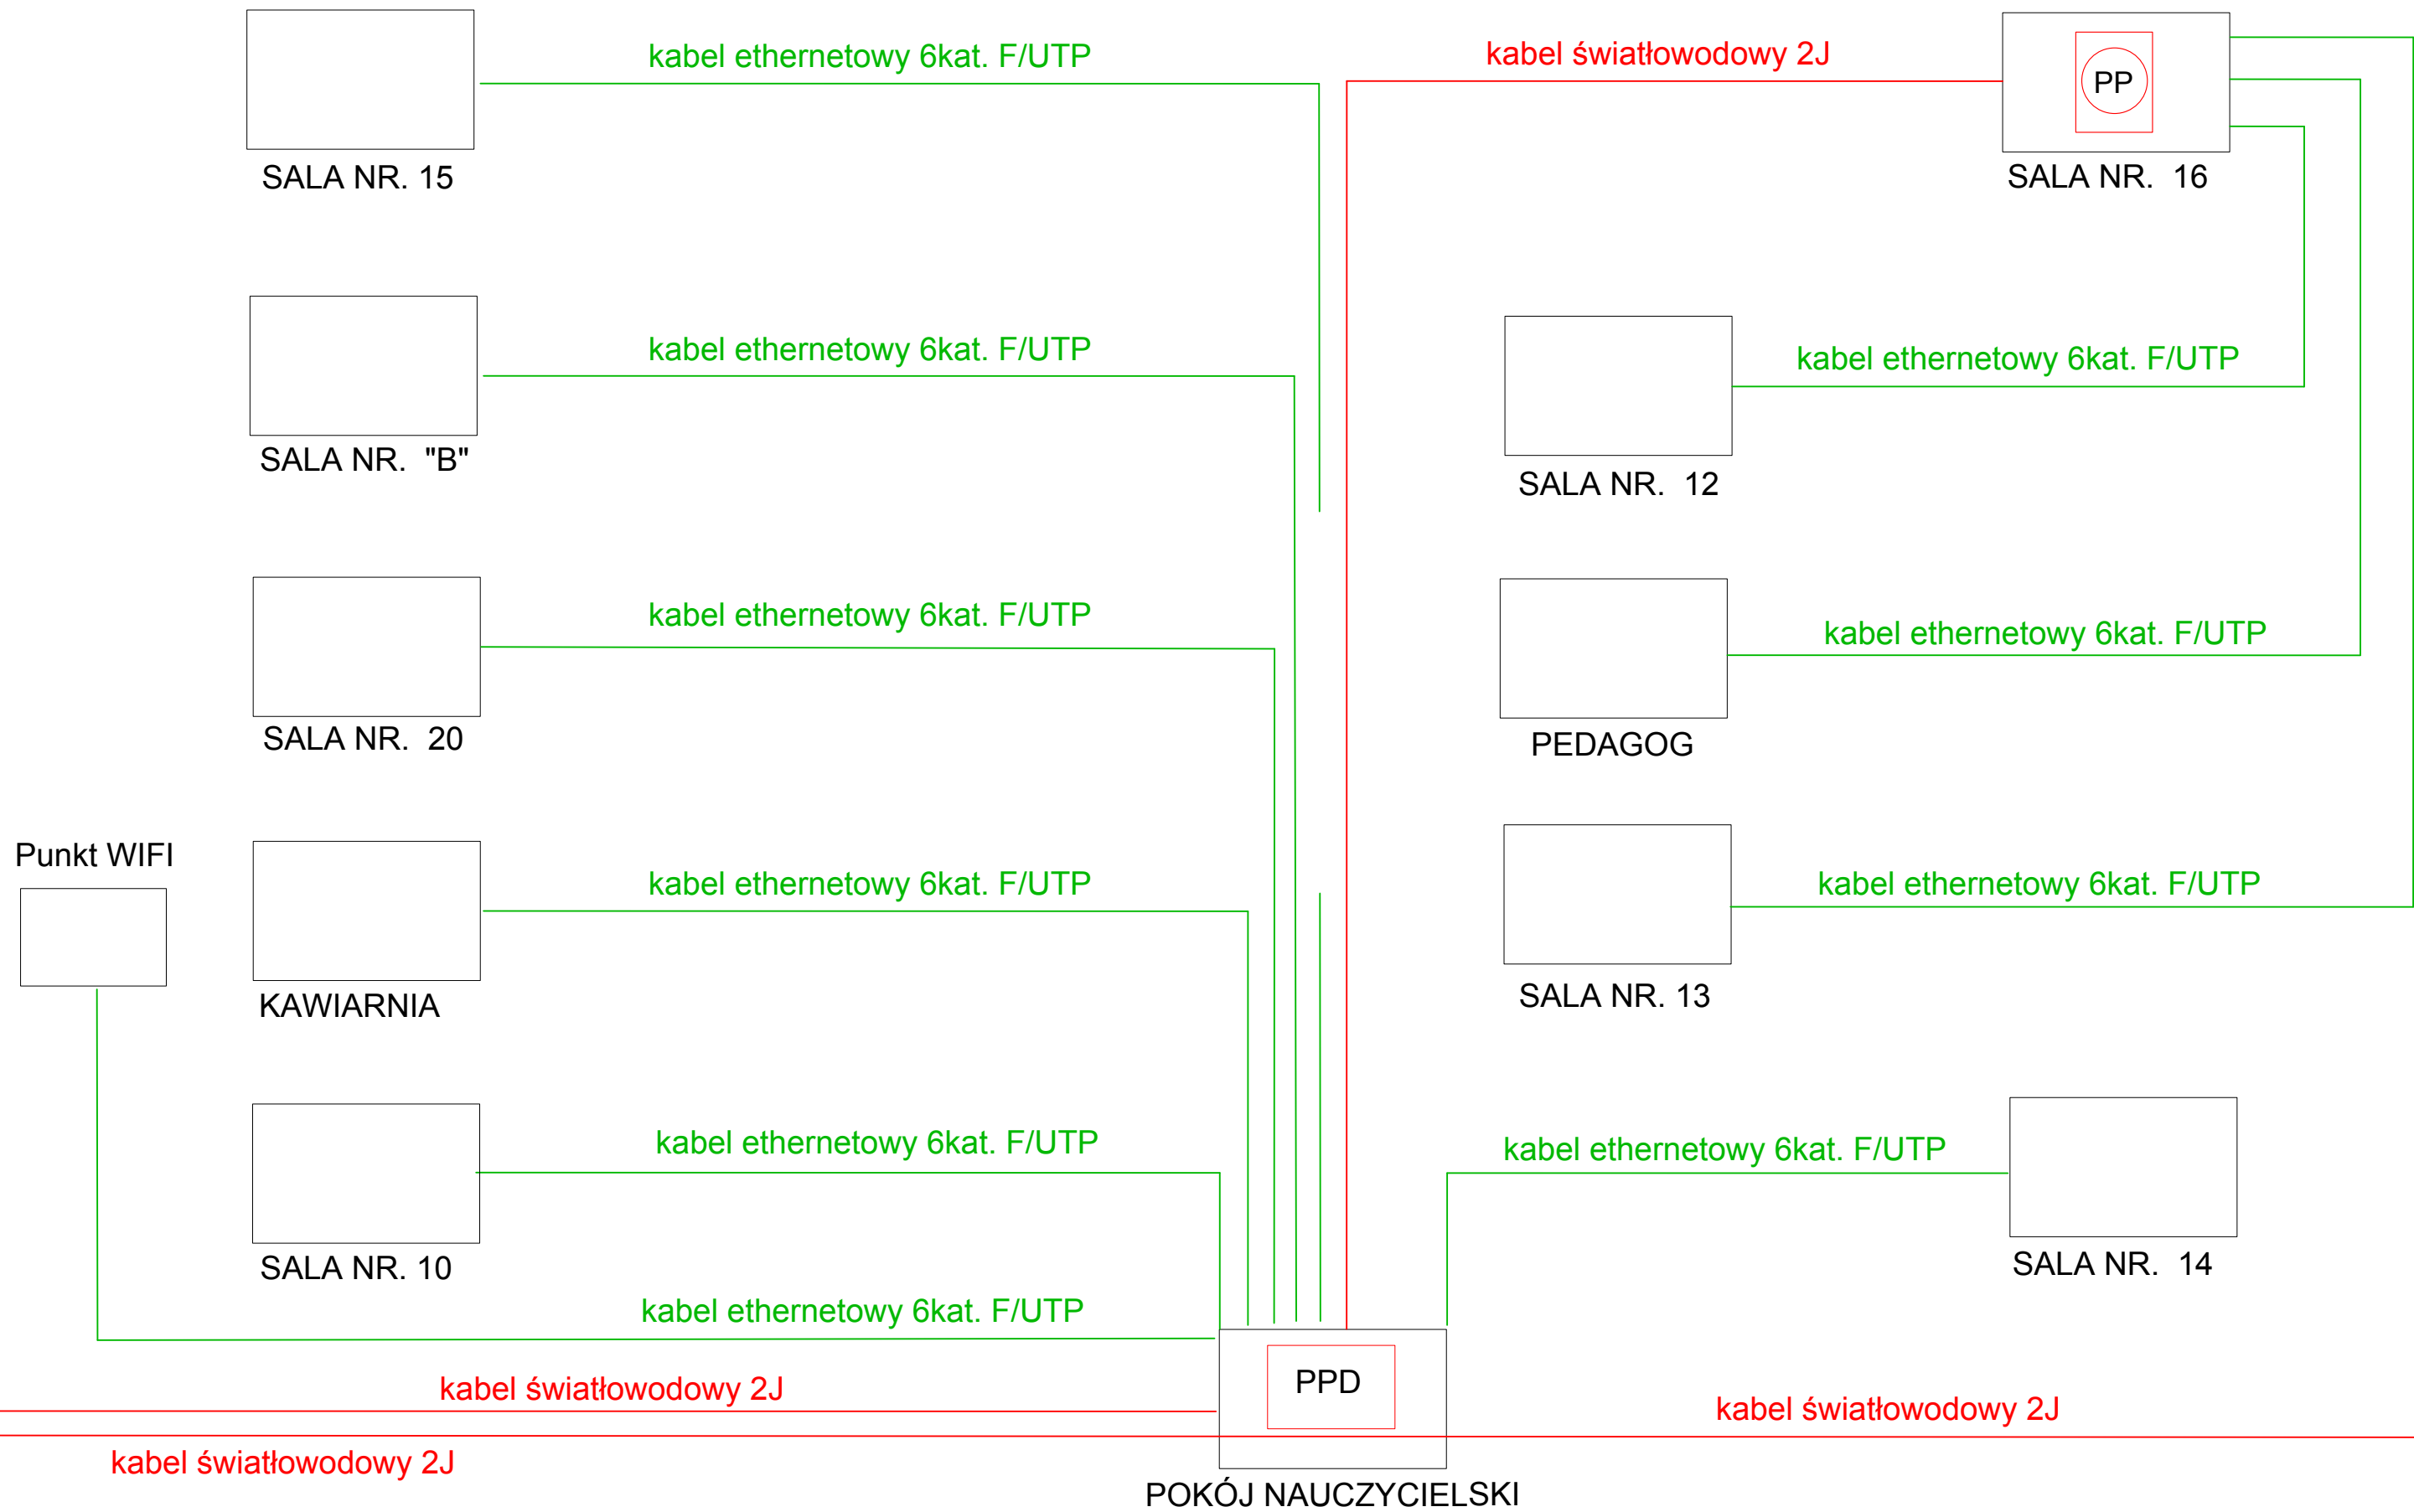 kabel ethernetowy 6kat. F/UTP
kabel światłowodowy 2J
PP
SALA NR. 15
SALA NR. 16
kabel ethernetowy 6kat. F/UTP
kabel ethernetowy 6kat. F/UTP
SALA NR. "B"
SALA NR. 12
kabel ethernetowy 6kat. F/UTP
kabel ethernetowy 6kat. F/UTP
SALA NR. 20
PEDAGOG
Punkt WIFI
kabel ethernetowy 6kat. F/UTP
kabel ethernetowy 6kat. F/UTP
KAWIARNIA
SALA NR. 13
kabel ethernetowy 6kat. F/UTP
kabel ethernetowy 6kat. F/UTP
SALA NR. 10
SALA NR. 14
kabel ethernetowy 6kat. F/UTP
PPD
kabel światłowodowy 2J
kabel światłowodowy 2J
kabel światłowodowy 2J
POKÓJ NAUCZYCIELSKI